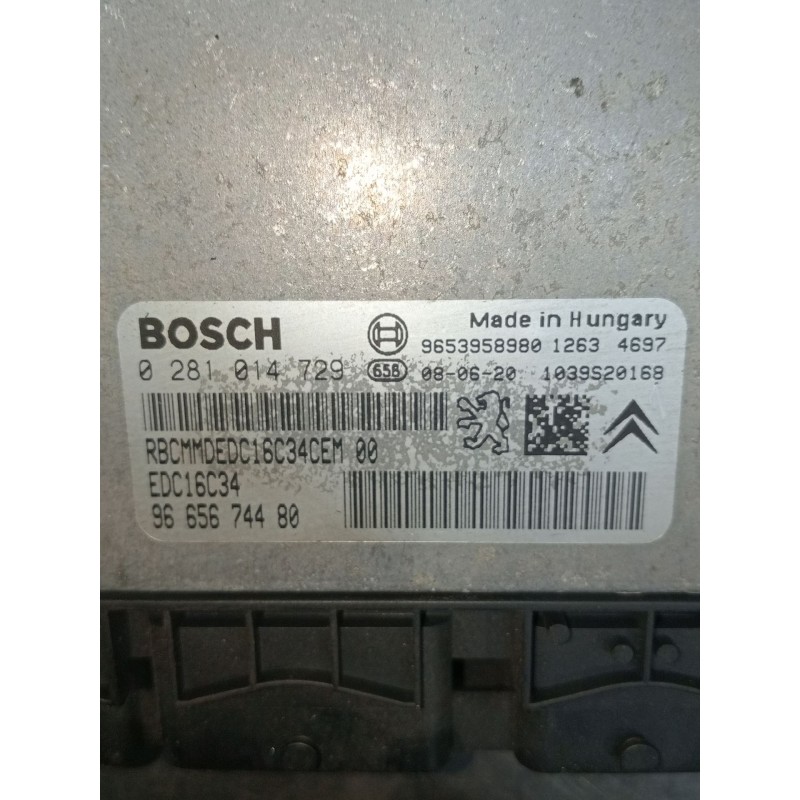 BOSCH
Made in Hungary
9653958980 1263 4697
0 281 014 729 658 08-06-20 1039S20168
RBCMMDEDC16C34CEM 00
EDC16C34
96 656 744 80